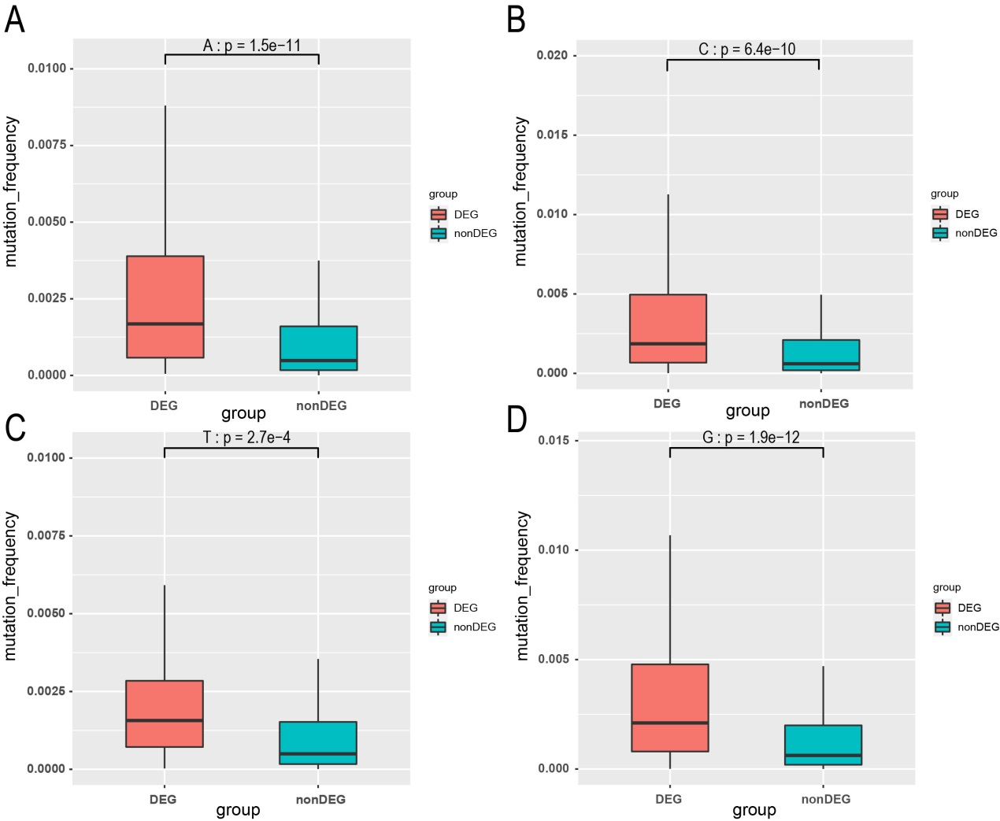 A
A : p = 1.5e−11
0.0100
0.0075
0.0050
0.0025
0.0000
mutation_frequency
DEG
nonDEG
group
group
DEG
nonDEG
B
C : p = 6.4e−10
0.020
0.015
0.010
0.005
0.000
mutation_frequency
DEG
nonDEG
group
group
DEG
nonDEG
C
T : p = 2.7e−4
0.0100
0.0075
0.0050
0.0025
0.0000
mutation_frequency
DEG
nonDEG
group
group
DEG
nonDEG
D
G : p = 1.9e−12
0.015
0.010
0.005
0.000
mutation_frequency
DEG
nonDEG
group
group
DEG
nonDEG